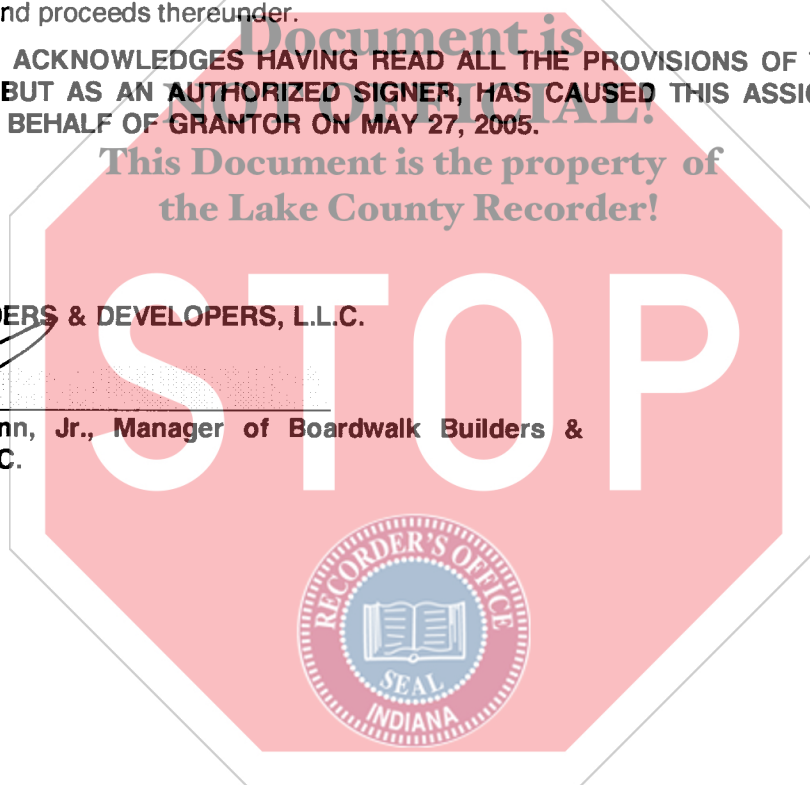 nd proceeds thereunder.
Document is
ACKNOWLEDGES HAVING READ ALL THE PROVISIONS OF
NOT OFFICIAL!
BUT AS AN AUTHORIZED SIGNER, HAS CAUSED THIS ASSIG
BEHALF OF GRANTOR ON MAY 27, 2005.
This Document is the property of
the Lake County Recorder!
DERS & DEVELOPERS, L.L.C.
STOP
nn, Jr., Manager of Boardwalk Builders &
C.
RECORDER'S OFFICE
SEAL
INDIANA